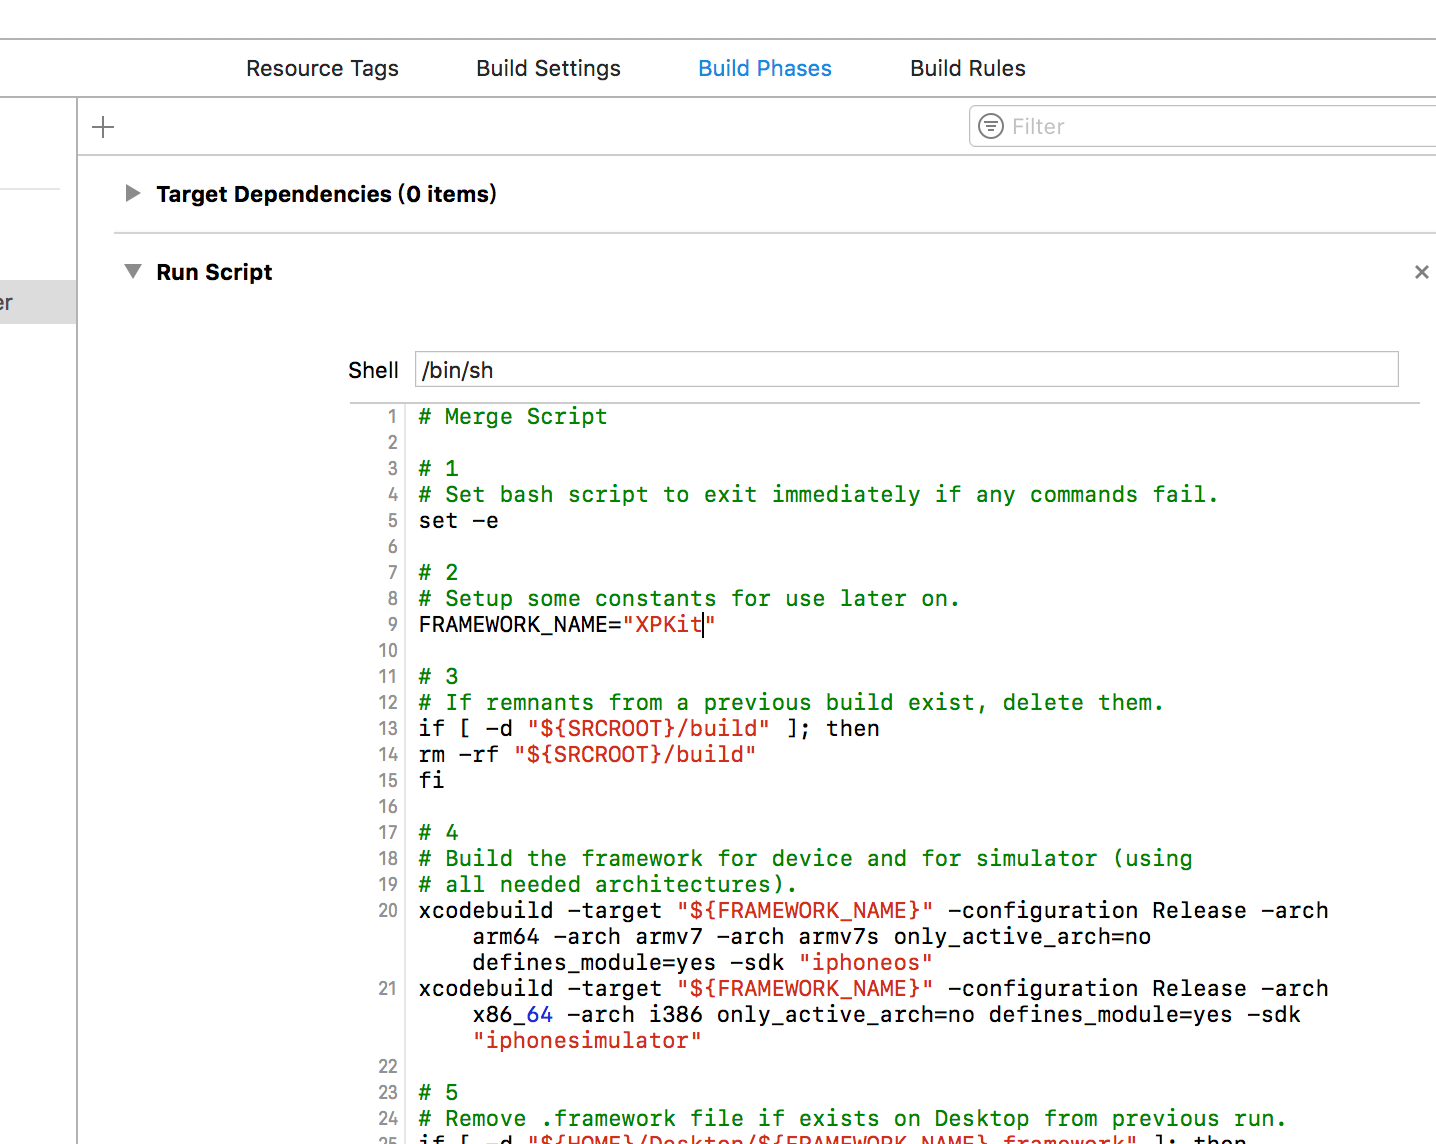 Resource Tags Build Settings Build Phases Build Rules
Filter
Target Dependencies (0 items)
Run Script
er
Shell /bin/sh
1 # Merge Script
2
3 # 1
4 # Set bash script to exit immediately if any commands fail.
5 set -e
6
7 # 2
8 # Setup some constants for use later on.
9 FRAMEWORK_NAME="XPKit"
10
11 # 3
12 # If remnants from a previous build exist, delete them.
13 if [ -d "${SRCROOT}/build" ]; then
14 rm -rf "${SRCROOT}/build"
15 fi
16
17 # 4
18 # Build the framework for device and for simulator (using
19 # all needed architectures).
20 xcodebuild -target "${FRAMEWORK_NAME}" -configuration Release -arch
arm64 -arch armv7 -arch armv7s only_active_arch=no
defines_module=yes -sdk "iphoneos"
21 xcodebuild -target "${FRAMEWORK_NAME}" -configuration Release -arch
x86_64 -arch i386 only_active_arch=no defines_module=yes -sdk
"iphonesimulator"
22
23 # 5
24 # Remove .framework file if exists on Desktop from previous run.
25 if [ -d "${HOME}/Desktop/${FRAMEWORK_NAME}.framework" ]; then